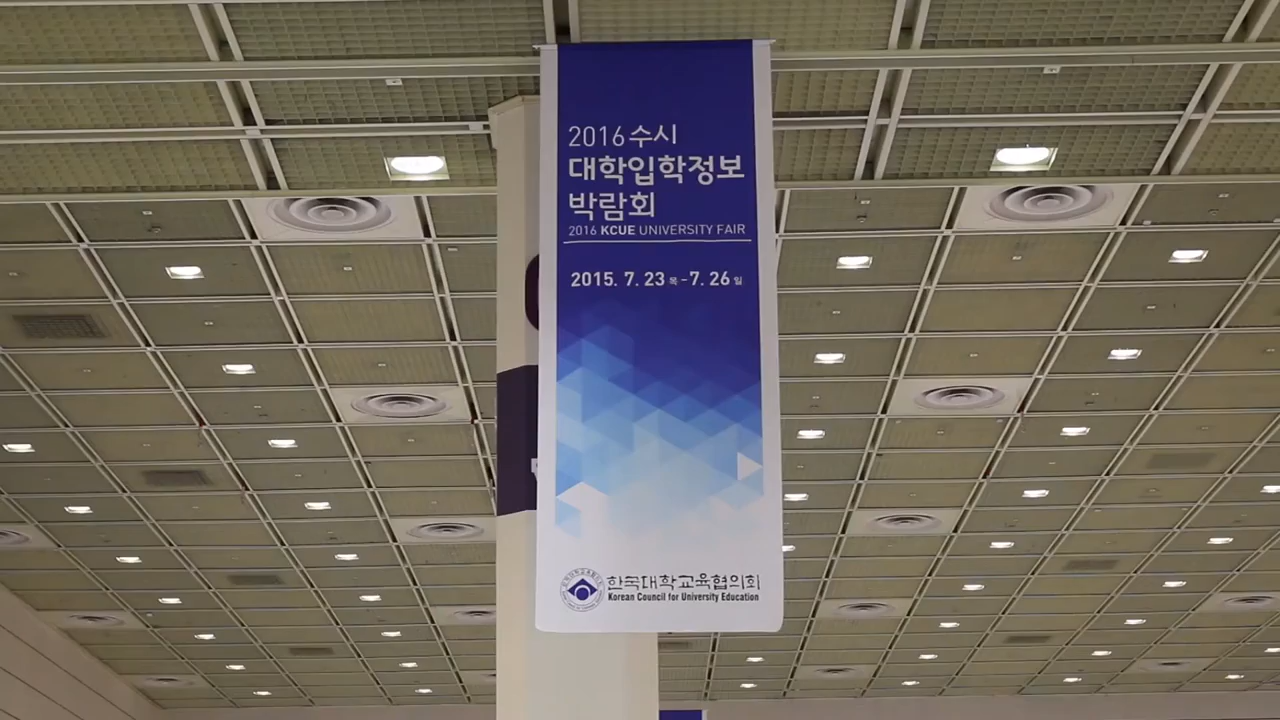 2016 수시
대학입학정보
박람회
2016 KCUE UNIVERSITY FAIR
2015. 7. 23 목 - 7. 26 일
한국대학교육협의회
Korean Council for University Education